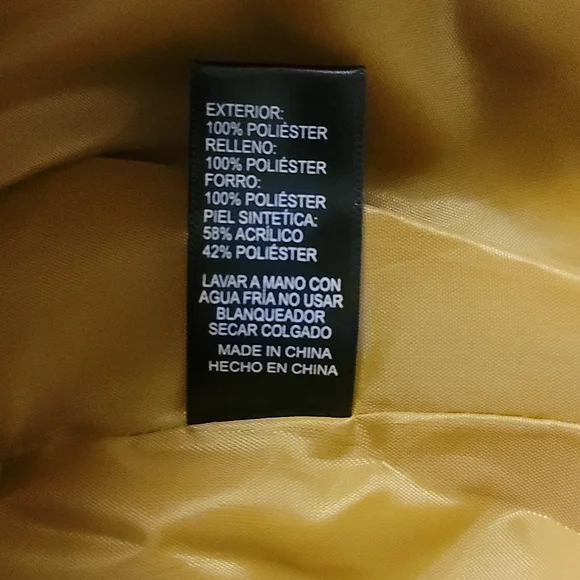 EXTERIOR:
100% POLIÉSTER
RELLENO:
100% POLIÉSTER
FORRO:
100% POLIÉSTER
PIEL SINTETICA:
58% ACRÍLICO
42% POLIÉSTER
LAVAR A MANO CON
AGUA FRÍA NO USAR
BLANQUEADOR
SECAR COLGADO
MADE IN CHINA
HECHO EN CHINA